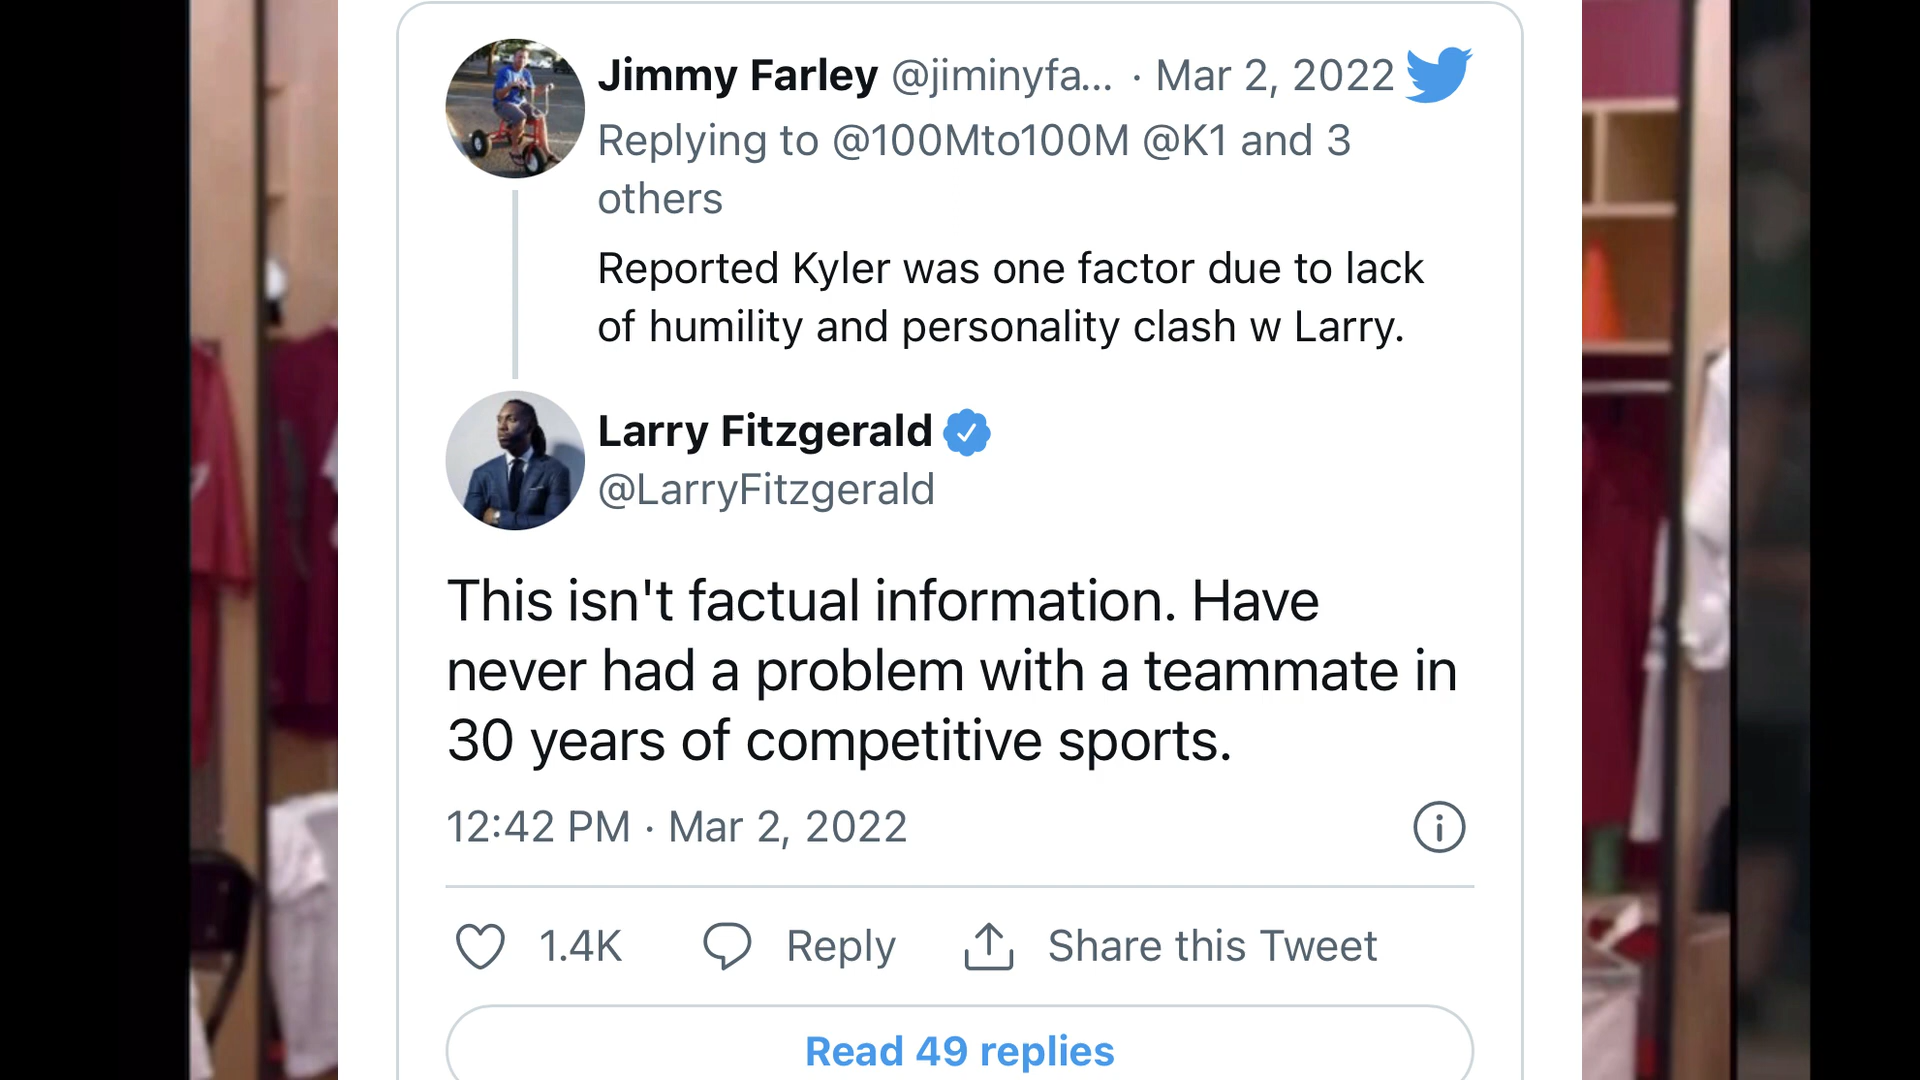 Jimmy Farley @jiminyfa... · Mar 2, 2022
Replying to @100Mto100M @K1 and 3
others
Reported Kyler was one factor due to lack
of humility and personality clash w Larry.
Larry Fitzgerald
@LarryFitzgerald
This isn't factual information. Have
never had a problem with a teammate in
30 years of competitive sports.
12:42 PM · Mar 2, 2022
1.4K Reply Share this Tweet
Read 49 replies